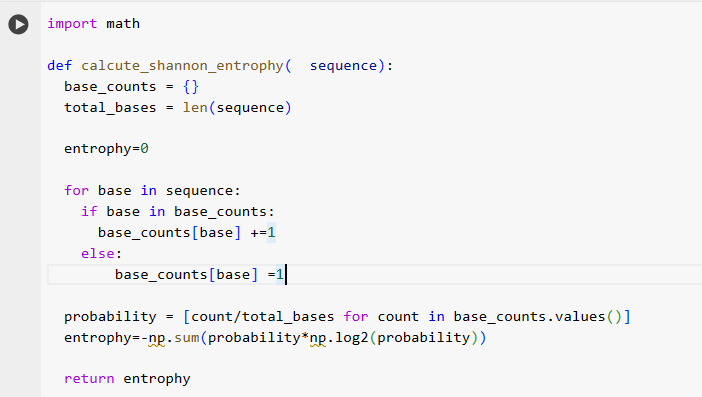 import math
def calcute_shannon_entrophy(  sequence):
base_counts = {}
total_bases = len(sequence)
entrophy=0
for base in sequence:
if base in base_counts:
base_counts[base] +=1
else:
base_counts[base] =1
probability = [count/total_bases for count in base_counts.values()]
entrophy=-np.sum(probability*np.log2(probability))
return entrophy